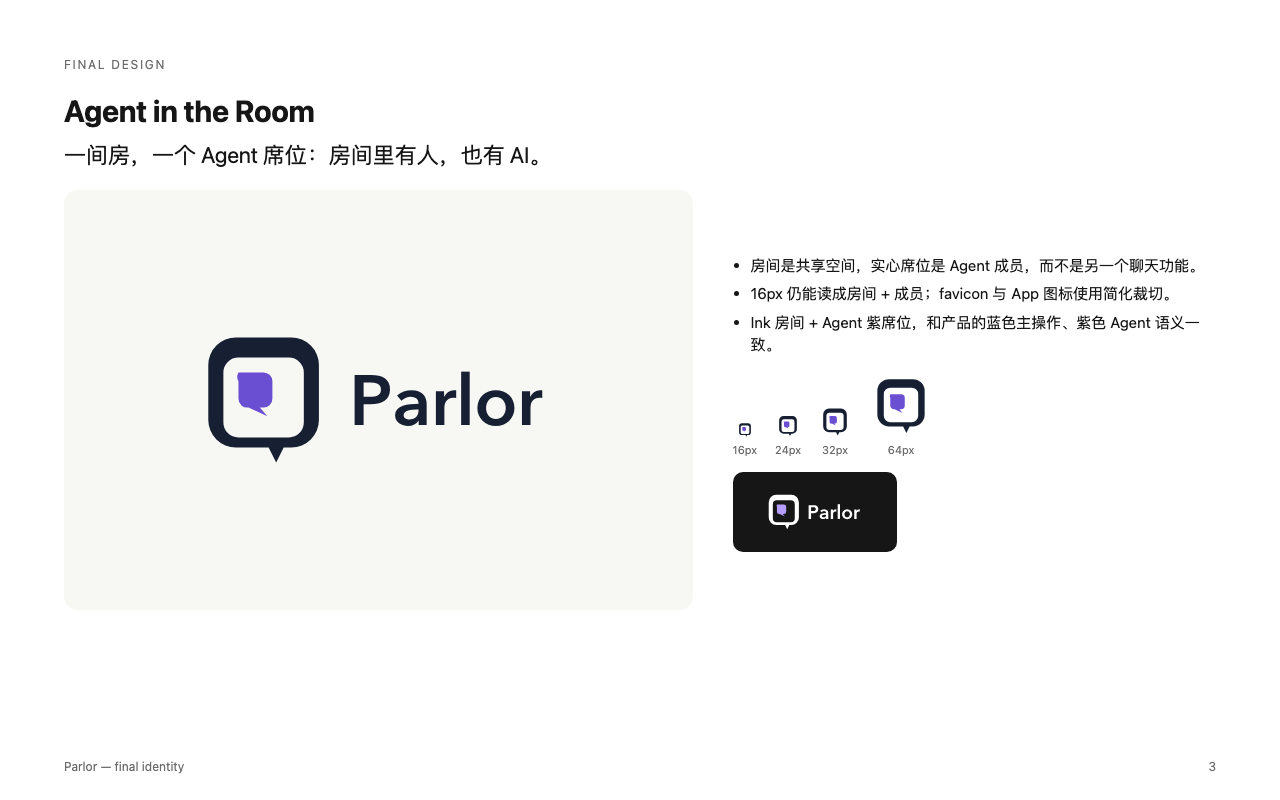 FINAL DESIGN
Agent in the Room
一间房，一个 Agent 席位：房间里有人，也有 AI。
Parlor
• 房间是共享空间，实心席位是 Agent 成员，而不是另一个聊天功能。
• 16px 仍能读成房间 + 成员；favicon 与 App 图标使用简化裁切。
• Ink 房间 + Agent 紫席位，和产品的蓝色主操作、紫色 Agent 语义一
致。
16px 24px 32px 64px
Parlor
Parlor — final identity
3